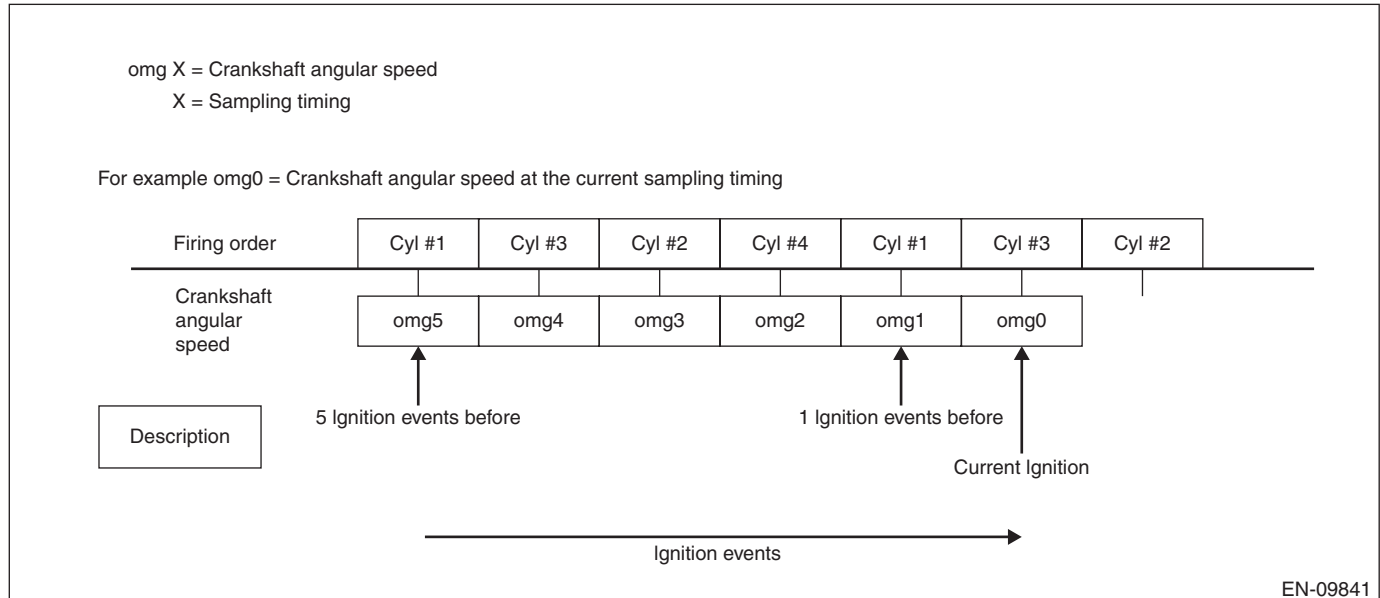 omg X = Crankshaft angular speed
X = Sampling timing
For example omg0 = Crankshaft angular speed at the current sampling timing
Firing order Cyl #1 Cyl #3 Cyl #2 Cyl #4 Cyl #1 Cyl #3 Cyl #2
Crankshaft
angular
speed
omg5 omg4 omg3 omg2 omg1 omg0
5 Ignition events before 1 Ignition events before
Description
Current Ignition
Ignition events
EN-09841